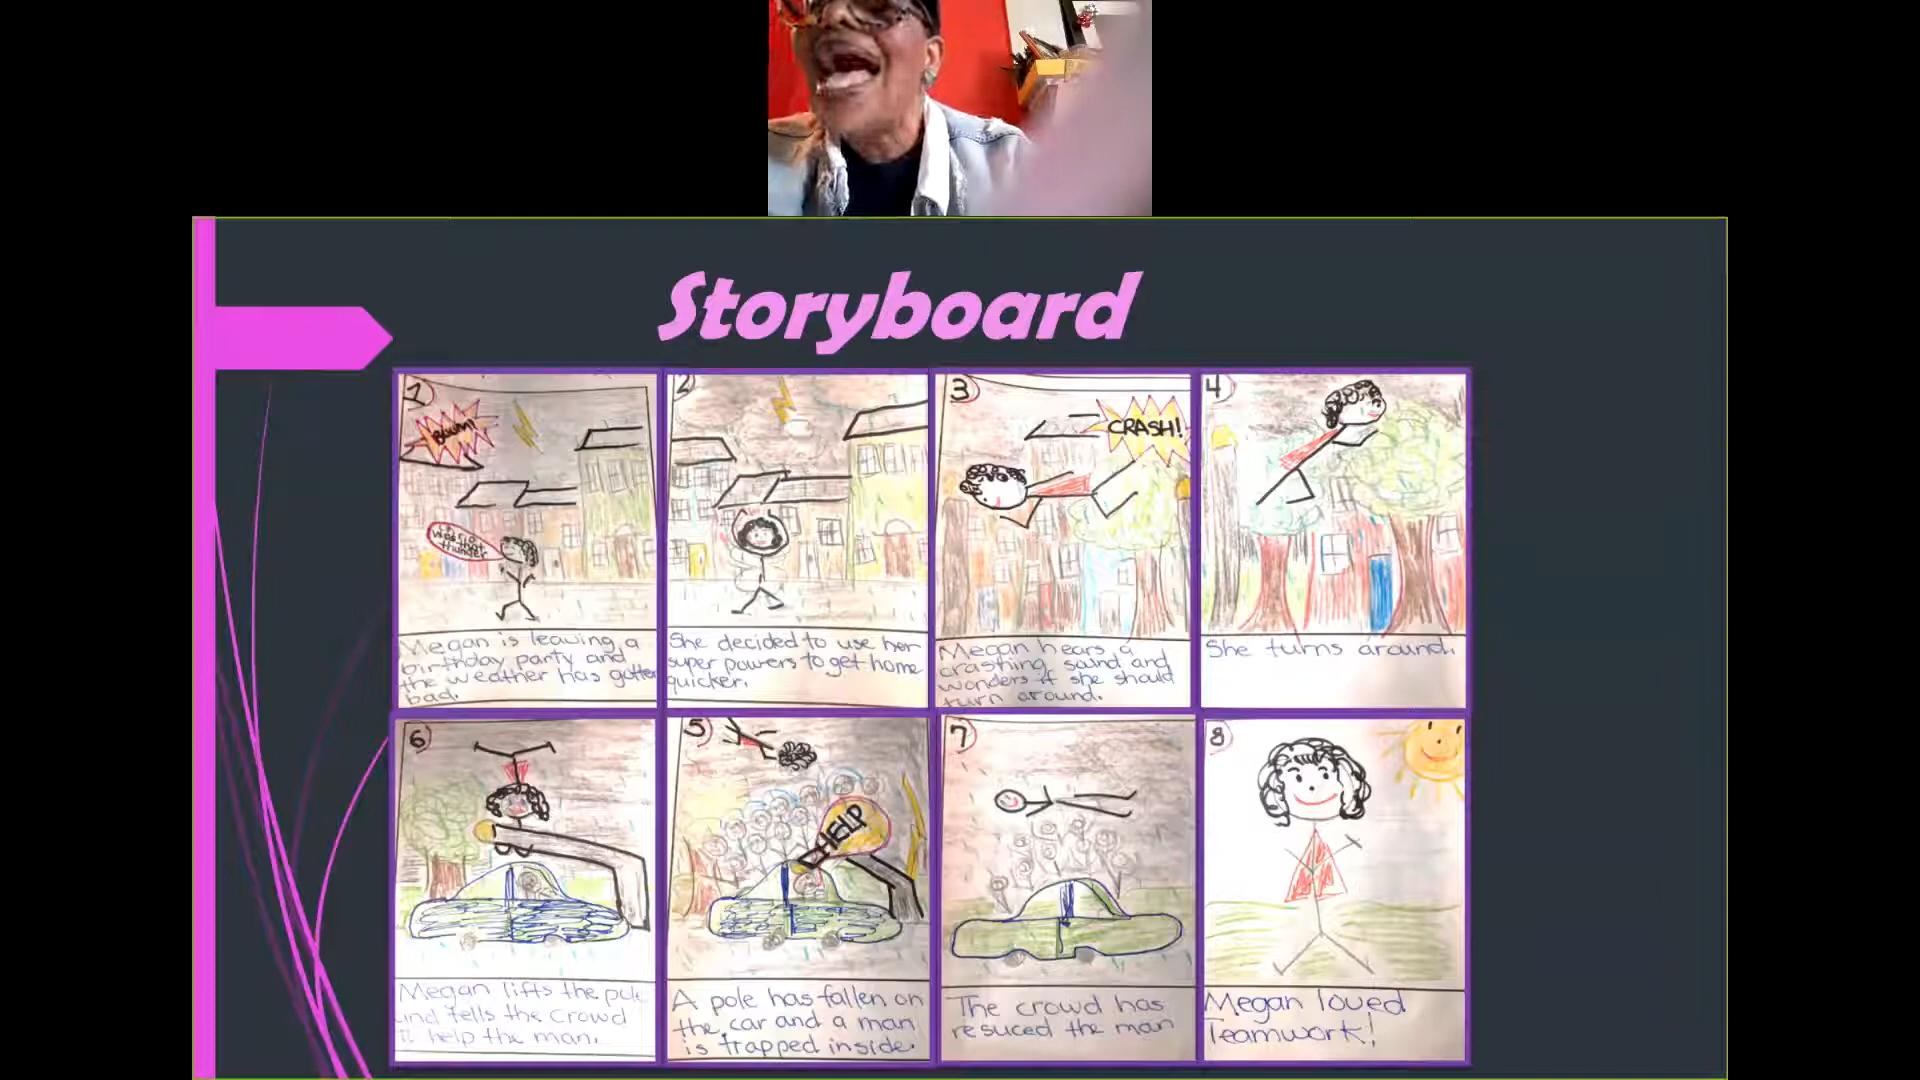 Storyboard
1
BOOM!
was that
thunder
Megan is leaving a
birthday party and
the weather has gotten
bad.
2
She decided to use her
super powers to get home
quicker.
3
CRASH!
Megan hears a
crashing sound and
wonders if she should
turn around.
4
She turns around.
6
Megan lifts the pole
and tells the crowd
to help the man.
5
HELP
A pole has fallen on
the car and a man
is trapped inside.
7
The crowd has
resuced the man
8
Megan loved
Teamwork!